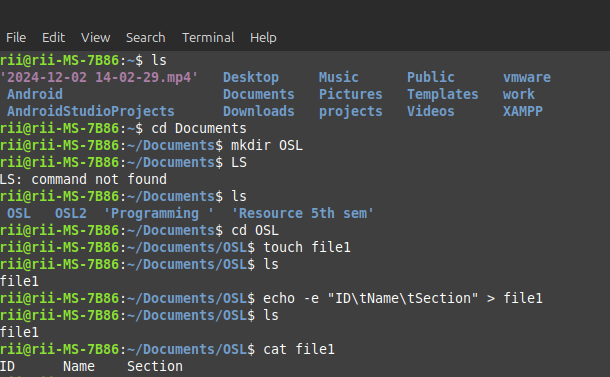 File Edit View Search Terminal Help
rii@rii-MS-7B86:~$ ls
'2024-12-02 14-02-29.mp4' Desktop Music Public vmware
Android Documents Pictures Templates work
AndroidStudioProjects Downloads projects Videos XAMPP
rii@rii-MS-7B86:~$ cd Documents
rii@rii-MS-7B86:~/Documents$ mkdir OSL
rii@rii-MS-7B86:~/Documents$ LS
LS: command not found
rii@rii-MS-7B86:~/Documents$ ls
OSL OSL2 'Programming ' 'Resource 5th sem'
rii@rii-MS-7B86:~/Documents$ cd OSL
rii@rii-MS-7B86:~/Documents/OSL$ touch file1
rii@rii-MS-7B86:~/Documents/OSL$ ls
file1
rii@rii-MS-7B86:~/Documents/OSL$ echo -e "ID\tName\tSection" > file1
rii@rii-MS-7B86:~/Documents/OSL$ ls
file1
rii@rii-MS-7B86:~/Documents/OSL$ cat file1
ID Name Section